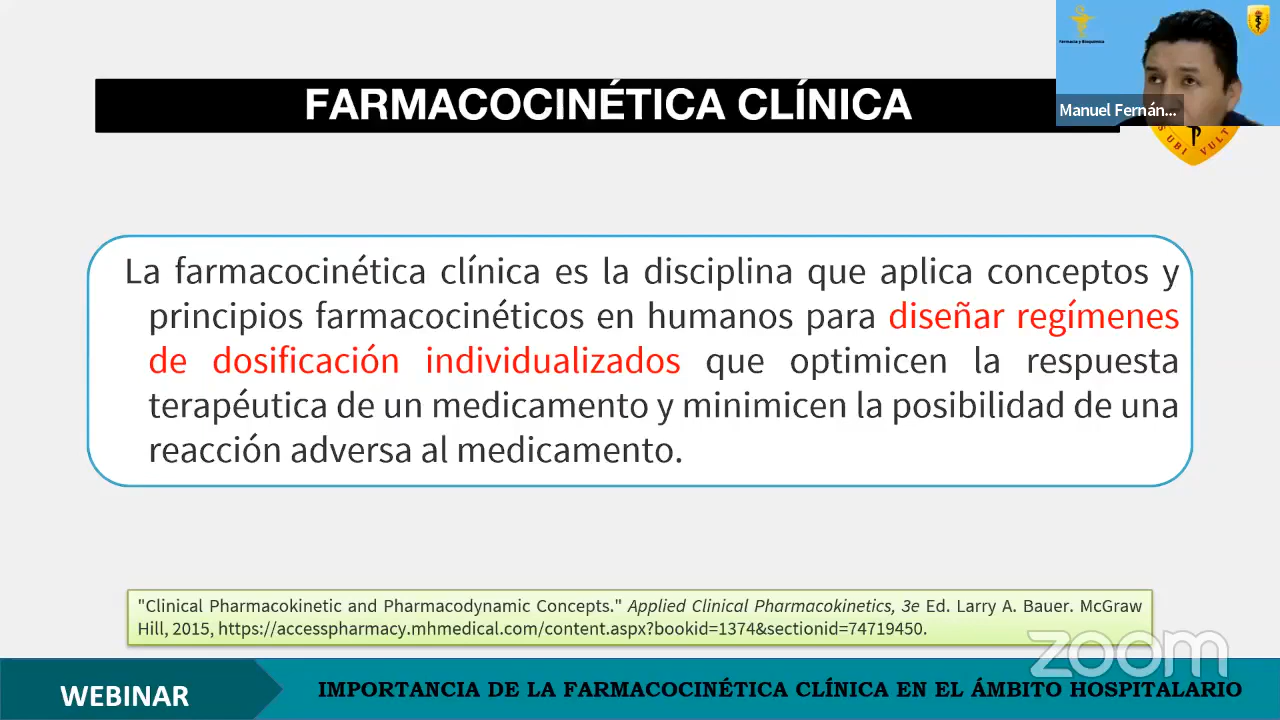 FARMACOCINÉTICA CLÍNICA
Farmacia y Bioquímica
Manuel Fernán...
UBI VULT
La farmacocinética clínica es la disciplina que aplica conceptos y
principios farmacocinéticos en humanos para diseñar regímenes
de dosificación individualizados que optimicen la respuesta
terapéutica de un medicamento y minimicen la posibilidad de una
reacción adversa al medicamento.
"Clinical Pharmacokinetic and Pharmacodynamic Concepts." Applied Clinical Pharmacokinetics, 3e Ed. Larry A. Bauer. McGraw
Hill, 2015, https://accesspharmacy.mhmedical.com/content.aspx?bookid=1374&sectionid=74719450.
zoom
WEBINAR
IMPORTANCIA DE LA FARMACOCINÉTICA CLÍNICA EN EL ÁMBITO HOSPITALARIO